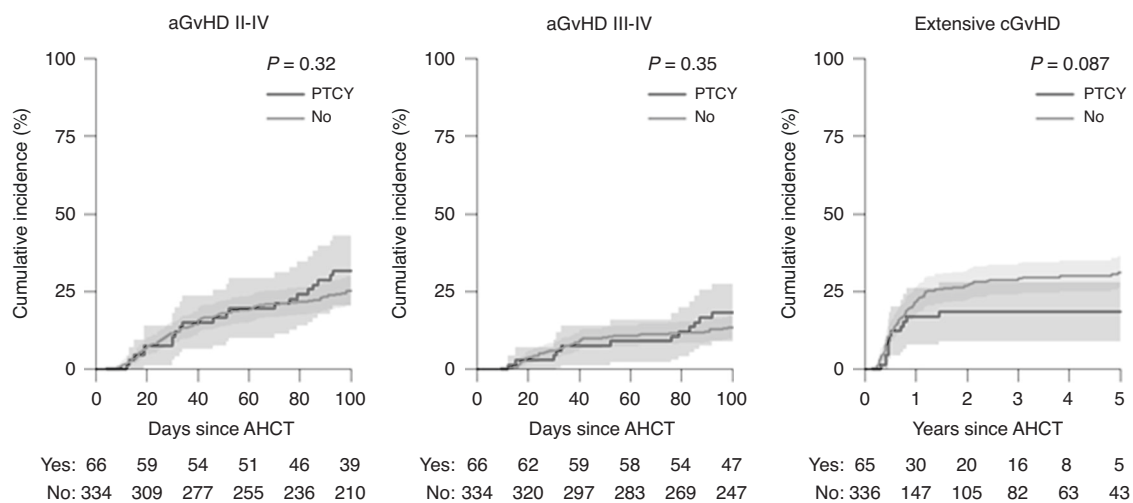 aGvHD II-IV
100
75
50
25
0
Cumulative incidence (%)
P = 0.32
PTCY
No
0 20 40 60 80 100
Days since AHCT
Yes: 66 59 54 51 46 39
No: 334 309 277 255 236 210
aGvHD III-IV
100
75
50
25
0
Cumulative incidence (%)
P = 0.35
PTCY
No
0 20 40 60 80 100
Days since AHCT
Yes: 66 62 59 58 54 47
No: 334 320 297 283 269 247
Extensive cGvHD
100
75
50
25
0
Cumulative incidence (%)
P = 0.087
PTCY
No
0 1 2 3 4 5
Years since AHCT
Yes: 65 30 20 16 8 5
No: 336 147 105 82 63 43